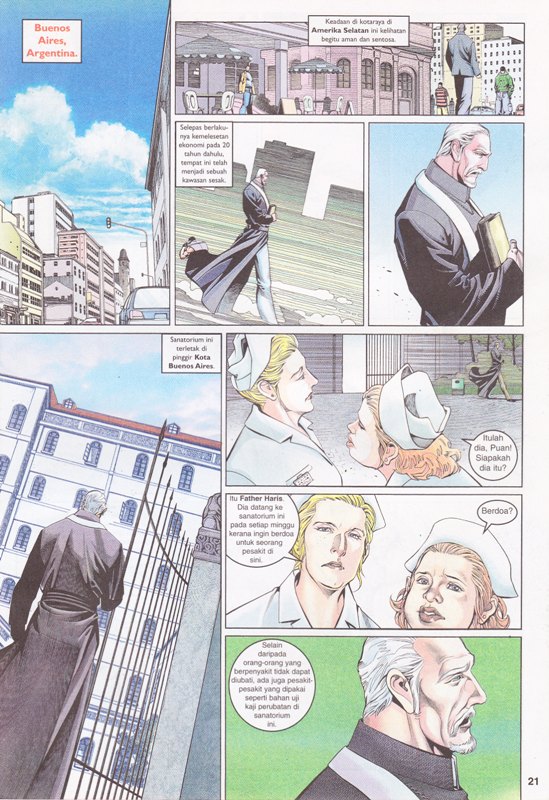 Buenos
Aires,
Argentina.
Keadaan di kotaraya di
Amerika Selatan ini kelihatan
begitu aman dan sentosa.
Selepas berlaku-
nya kemelesetan
ekonomi pada 20
tahun dahulu,
tempat ini telah
menjadi sebuah
kawasan sesak.
Sanatorium ini
terletak di
pinggir Kota
Buenos Aires.
Itulah
dia, Puan!
Siapakah
dia itu?
Itu Father Haris.
Dia datang ke
sanatorium ini
pada setiap minggu
kerana ingin berdoa
untuk seorang
pesakit di
sini.
Berdoa?
Selain
daripada
orang-orang yang
berpenyakit tidak dapat
diubati, ada juga pesakit-
pesakit yang dipakai
seperti bahan uji
kaji perubatan di
sanatorium
ini.
21